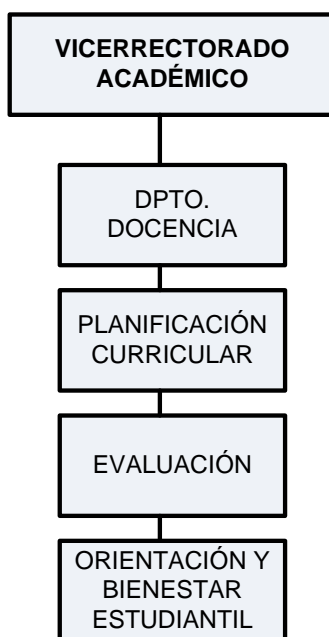 VICERRECTORADO
ACADÉMICO
DPTO.
DOCENCIA
PLANIFICACIÓN
CURRICULAR
EVALUACIÓN
ORIENTACIÓN Y
BIENESTAR
ESTUDIANTIL